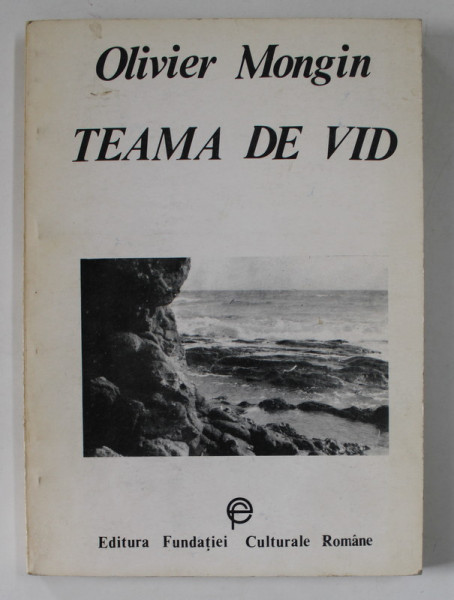 Olivier Mongin
TEAMA DE VID
Editura Fundației Culturale Române